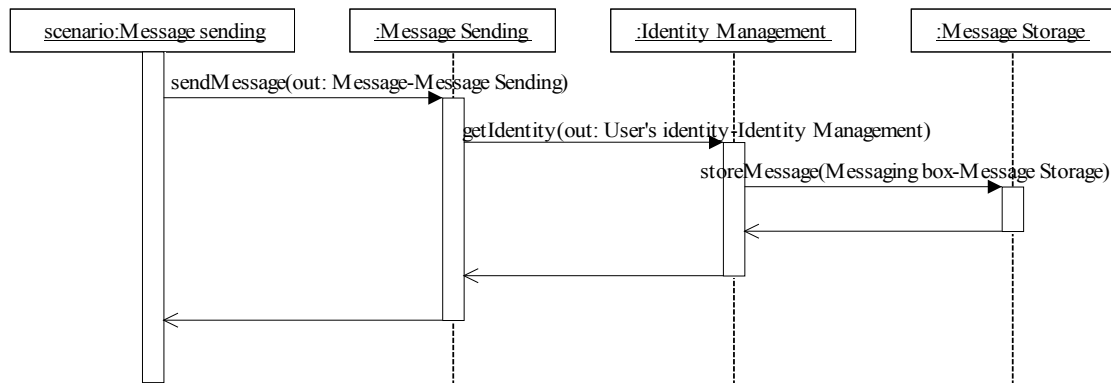 scenario:Message sending
:Message Sending
:Identity Management
:Message Storage
sendMessage(out: Message-Message Sending)
getIdentity(out: User's identity-Identity Management)
storeMessage(Messaging box-Message Storage)